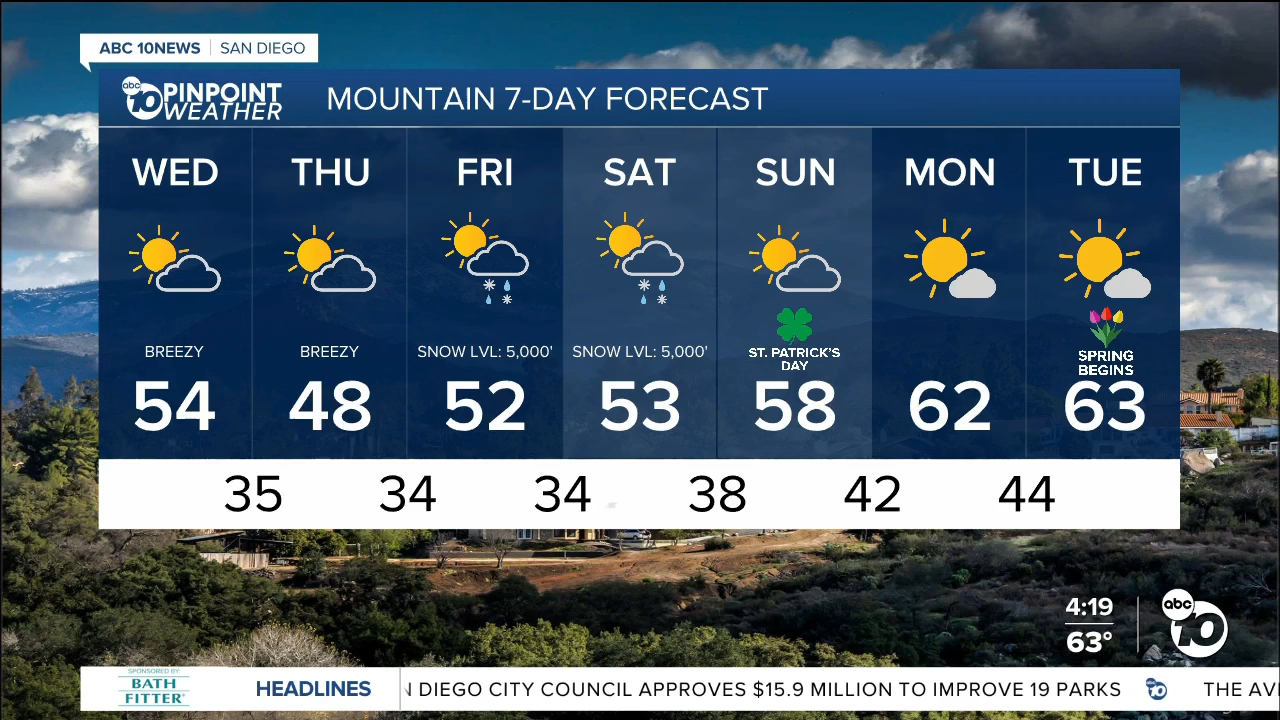 ABC 10NEWS | SAN DIEGO
abc 10 PINPOINT WEATHER
MOUNTAIN 7-DAY FORECAST
WED THU FRI SAT SUN MON TUE
BREEZY BREEZY SNOW LVL: 5,000' SNOW LVL: 5,000' ST. PATRICK'S DAY SPRING BEGINS
54 48 52 53 58 62 63
35 34 34 38 42 44
4:19
63°
abc 10
SPONSORED BY:
BATH
FITTER®
HEADLINES
DIEGO CITY COUNCIL APPROVES $15.9 MILLION TO IMPROVE 19 PARKS abc 10 THE